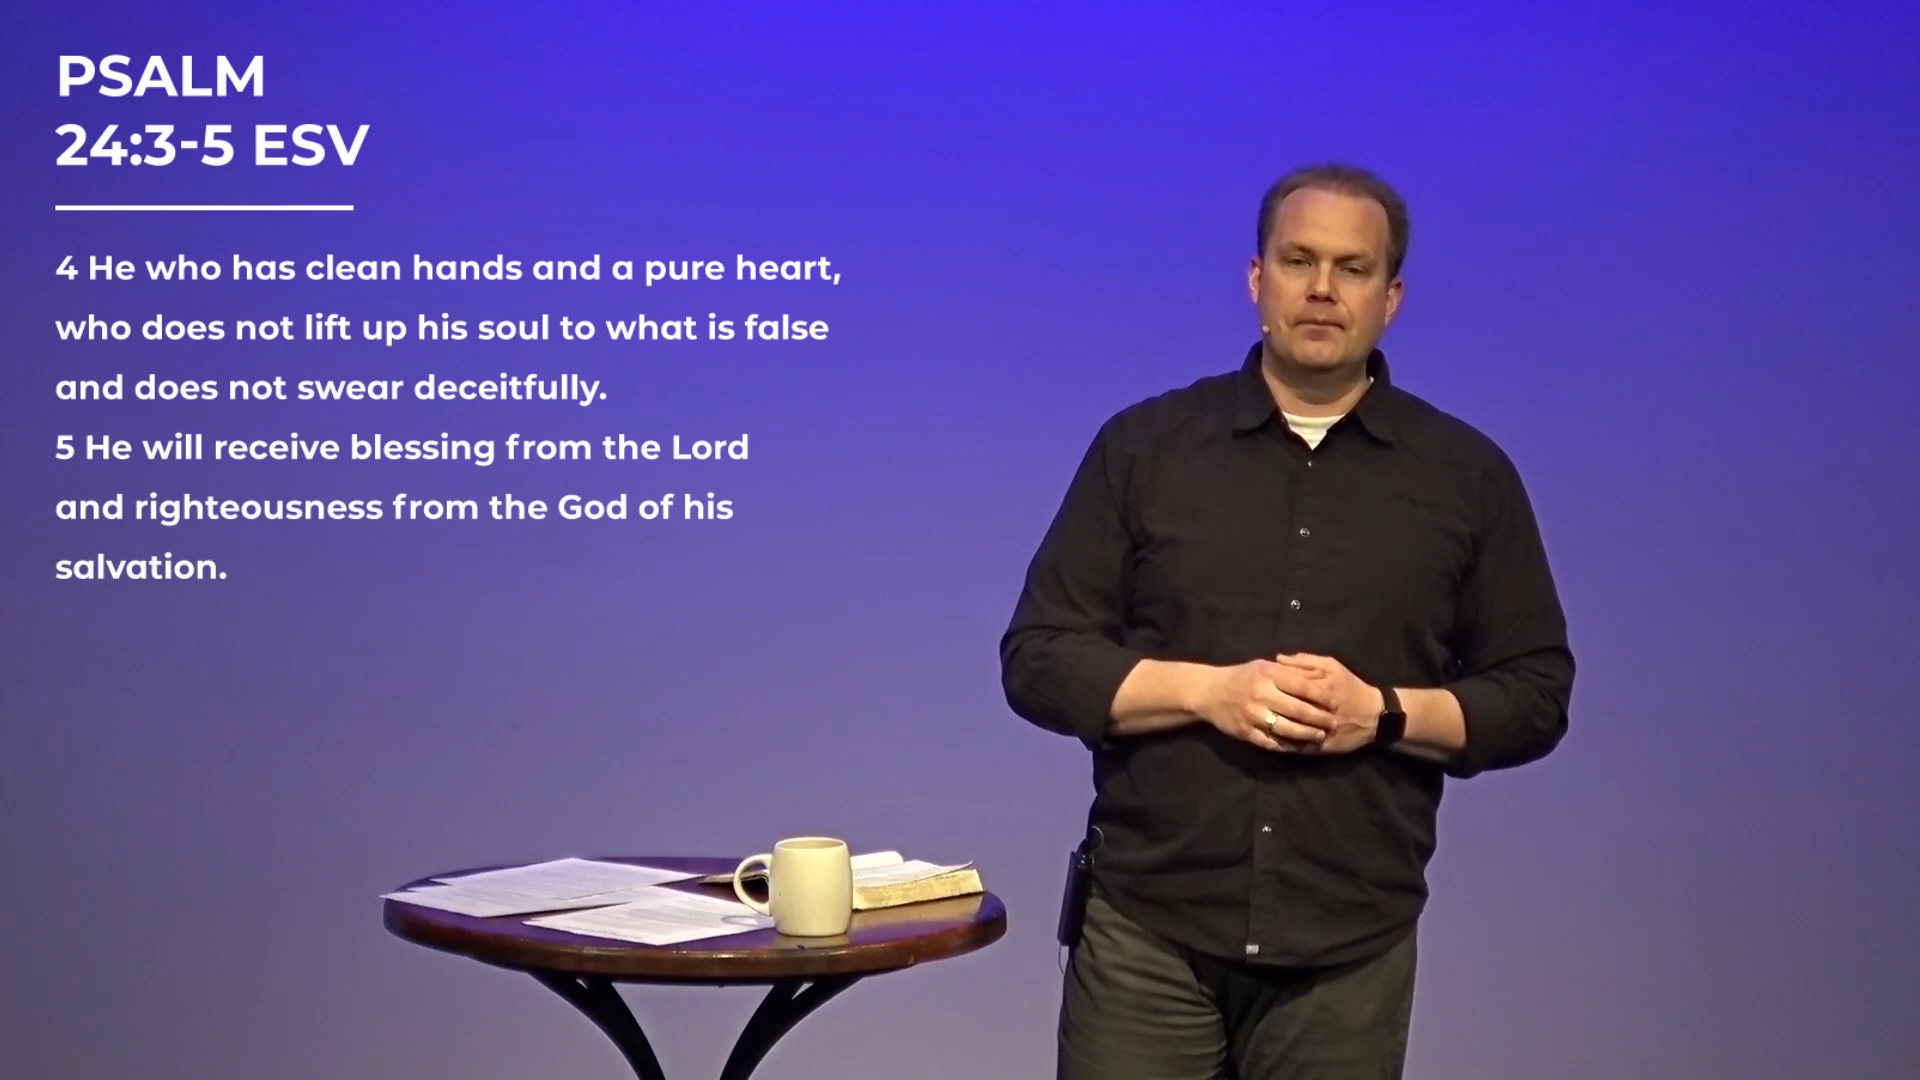 PSALM
24:3-5 ESV
4 He who has clean hands and a pure heart,
who does not lift up his soul to what is false
and does not swear deceitfully.
5 He will receive blessing from the Lord
and righteousness from the God of his
salvation.